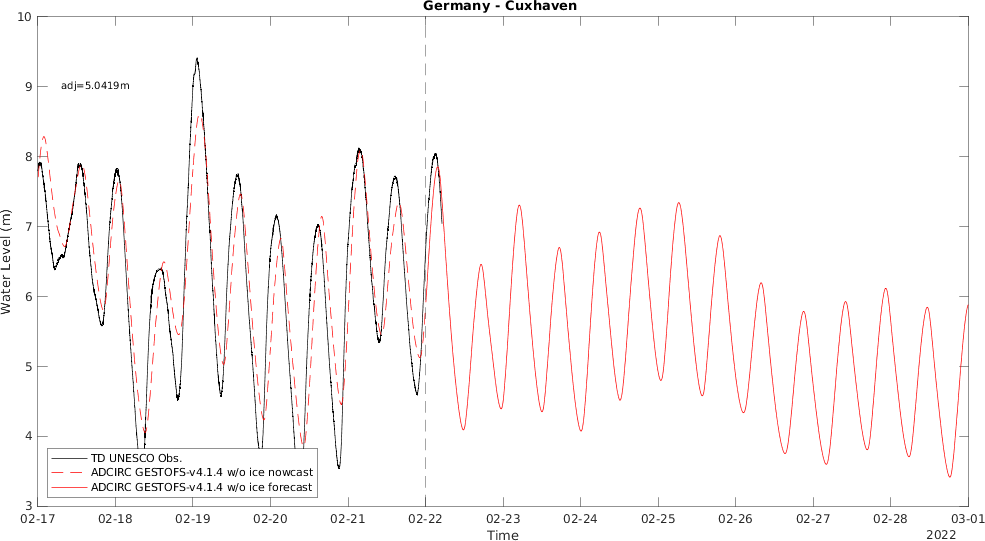 Germany - Cuxhaven
10
9
8
7
6
5
4
3
Water Level (m)
adj=5.0419m
TD UNESCO Obs.
ADCIRC GESTOFS-v4.1.4 w/o ice nowcast
ADCIRC GESTOFS-v4.1.4 w/o ice forecast
02-17 02-18 02-19 02-20 02-21 02-22 02-23 02-24 02-25 02-26 02-27 02-28 03-01
Time
2022